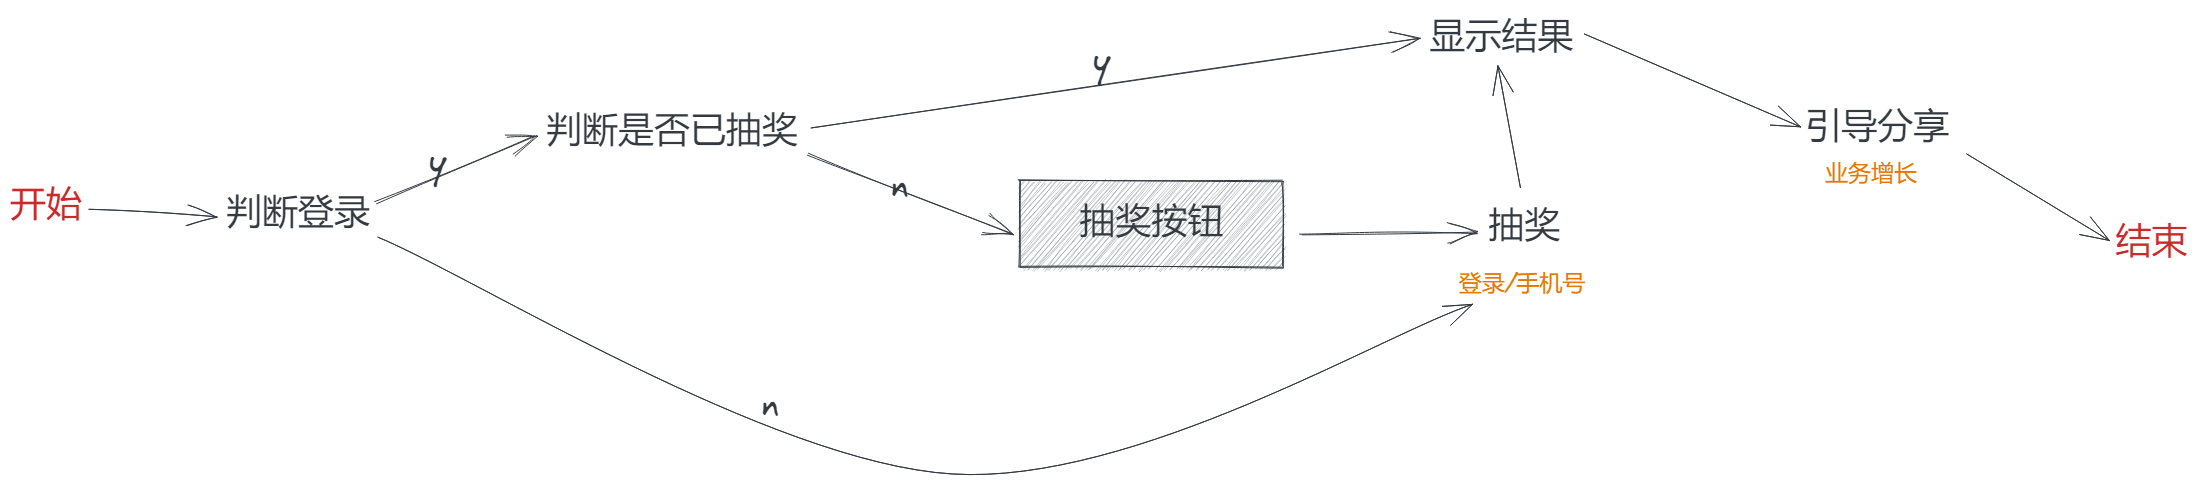 开始
判断登录
y
判断是否已抽奖
y
n
抽奖按钮
抽奖
登录/手机号
n
显示结果
引导分享
业务增长
结束